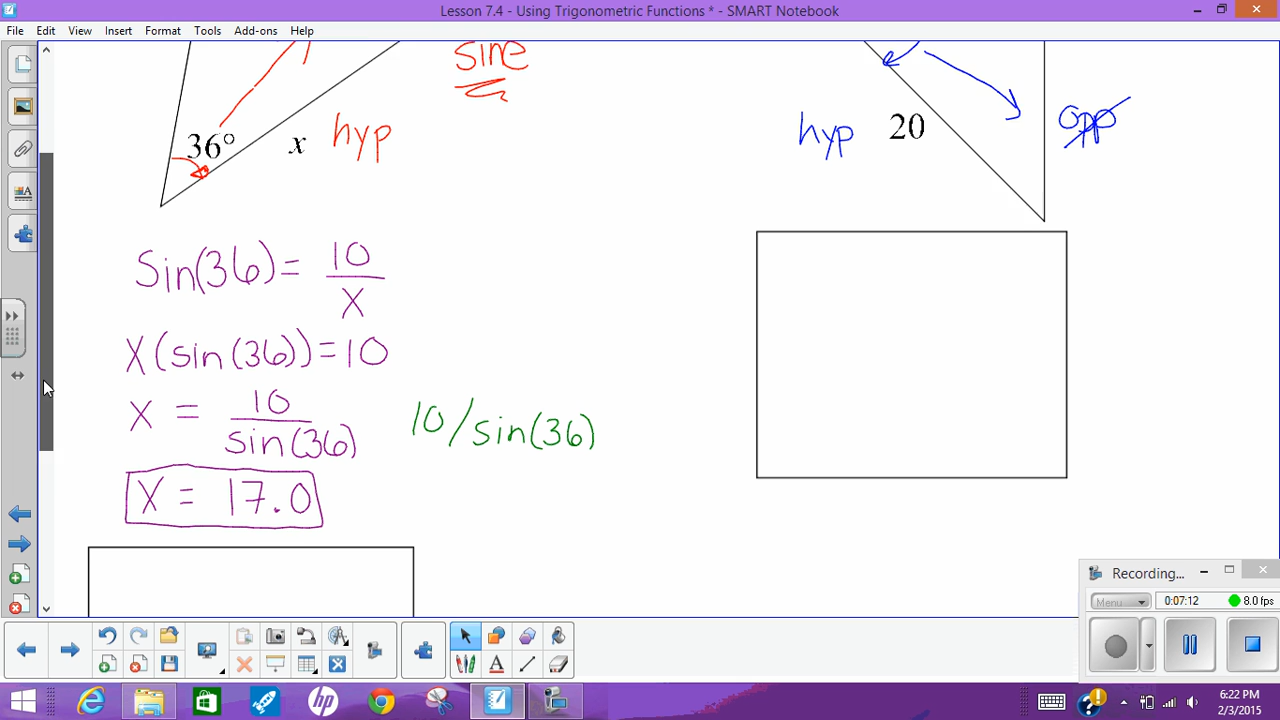 Lesson 7.4 - Using Trigonometric Functions * - SMART Notebook
File Edit View Insert Format Tools Add-ons Help
sine
36°
x
hyp
hyp
20
opp
Sin(36) = 10/X
X(sin(36)) = 10
X = 10/sin(36)
10/sin(36)
X = 17.0
Recording...
Menu
0:07:12
8.0 fps
A
6:22 PM
2/3/2015